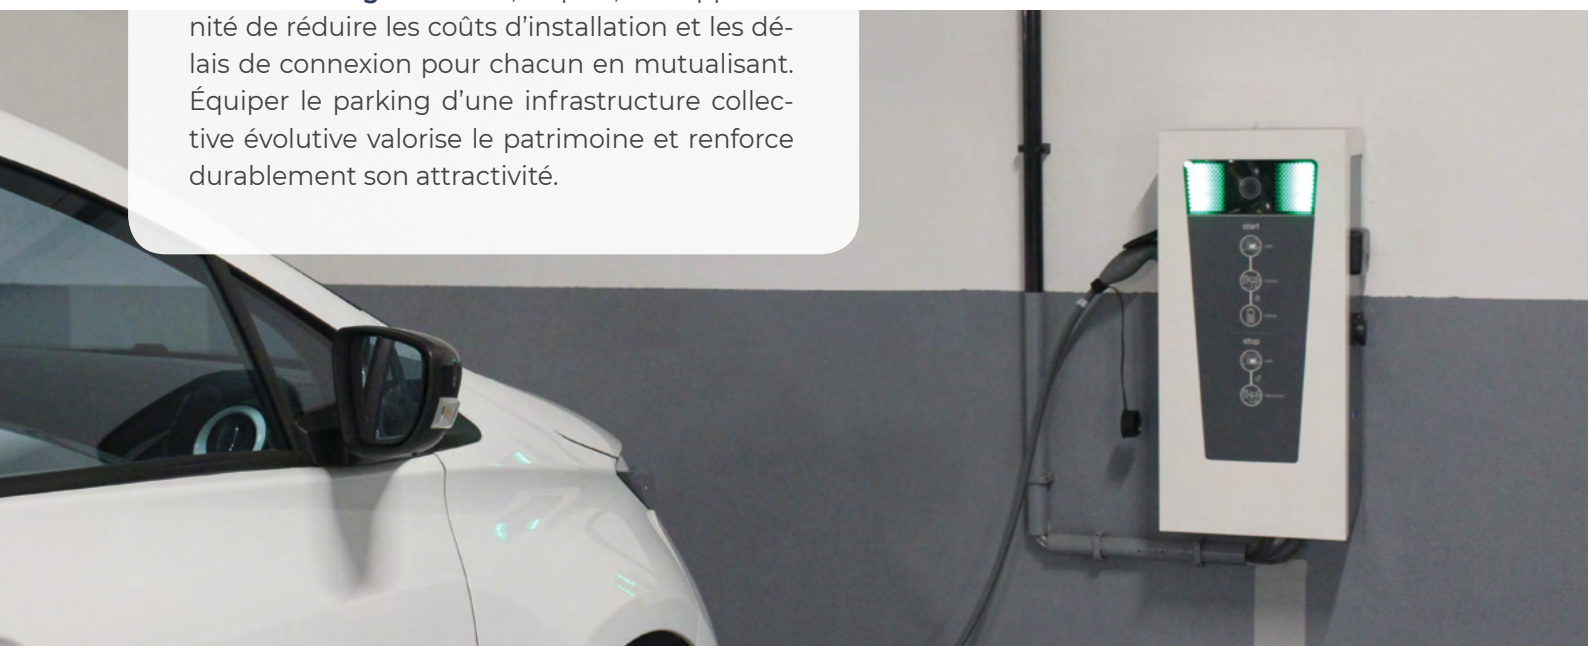 nité de réduire les coûts d’installation et les dé-
lais de connexion pour chacun en mutualisant.
Équiper le parking d’une infrastructure collec-
tive évolutive valorise le patrimoine et renforce
durablement son attractivité.
start
stop